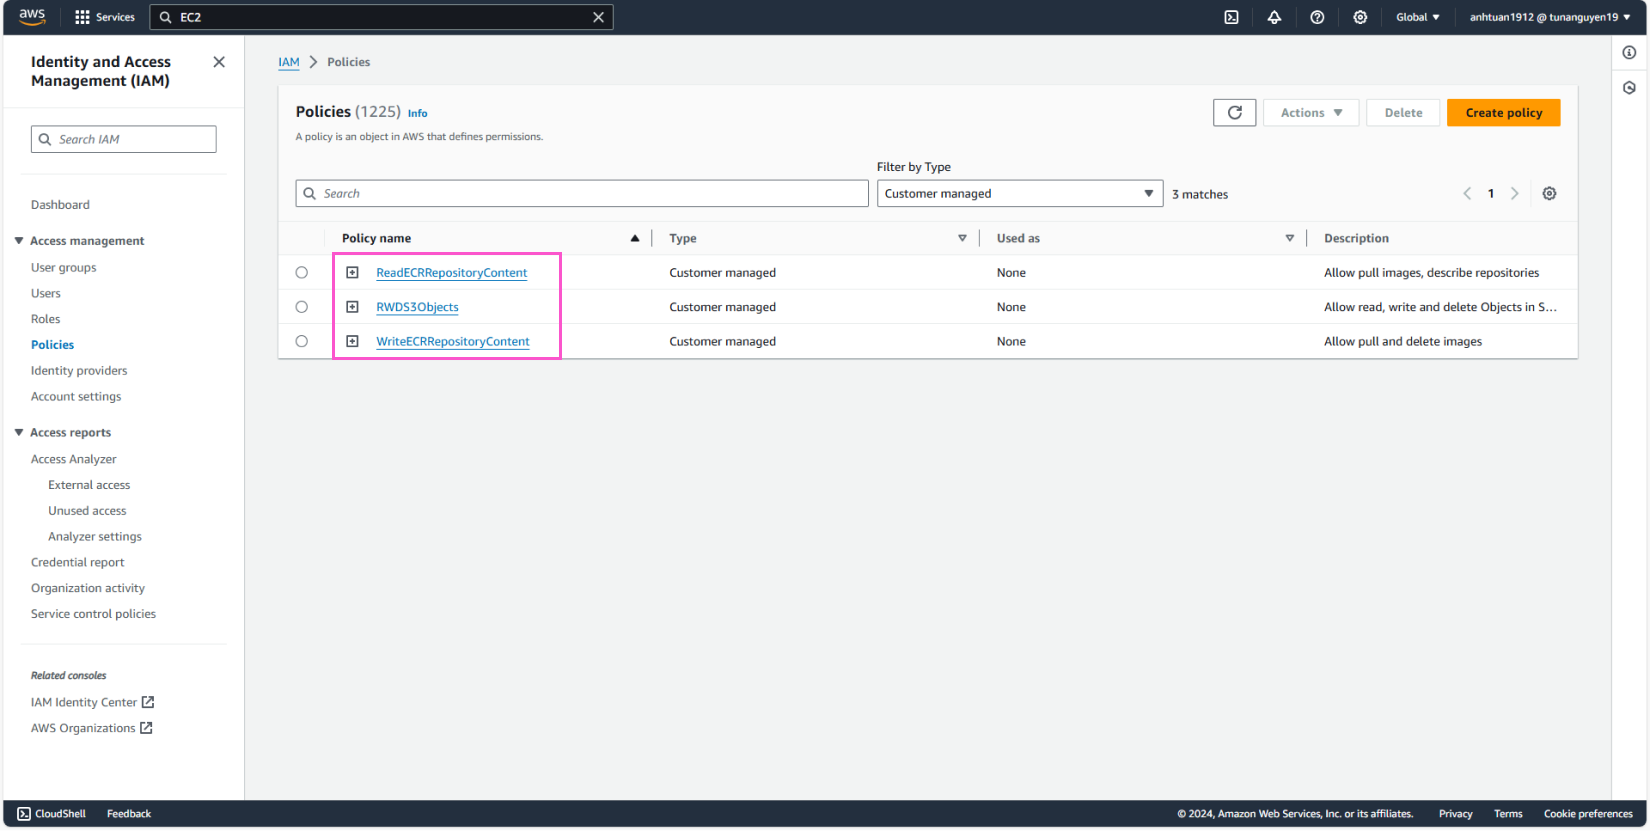 aws
Services
EC2
Global
anhtuan1912 @ tunanguyen19
Identity and Access
Management (IAM)
Search IAM
Dashboard
Access management
User groups
Users
Roles
Policies
Identity providers
Account settings
Access reports
Access Analyzer
External access
Unused access
Analyzer settings
Credential report
Organization activity
Service control policies
Related consoles
IAM Identity Center
AWS Organizations
IAM > Policies
Policies (1225) Info
A policy is an object in AWS that defines permissions.
Actions
Delete
Create policy
Filter by Type
Search
Customer managed
3 matches
1
Policy name Type Used as Description
ReadECRRepositoryContent Customer managed None Allow pull images, describe repositories
RWDS3Objects Customer managed None Allow read, write and delete Objects in S...
WriteECRRepositoryContent Customer managed None Allow pull and delete images
CloudShell Feedback © 2024, Amazon Web Services, Inc. or its affiliates. Privacy Terms Cookie preferences